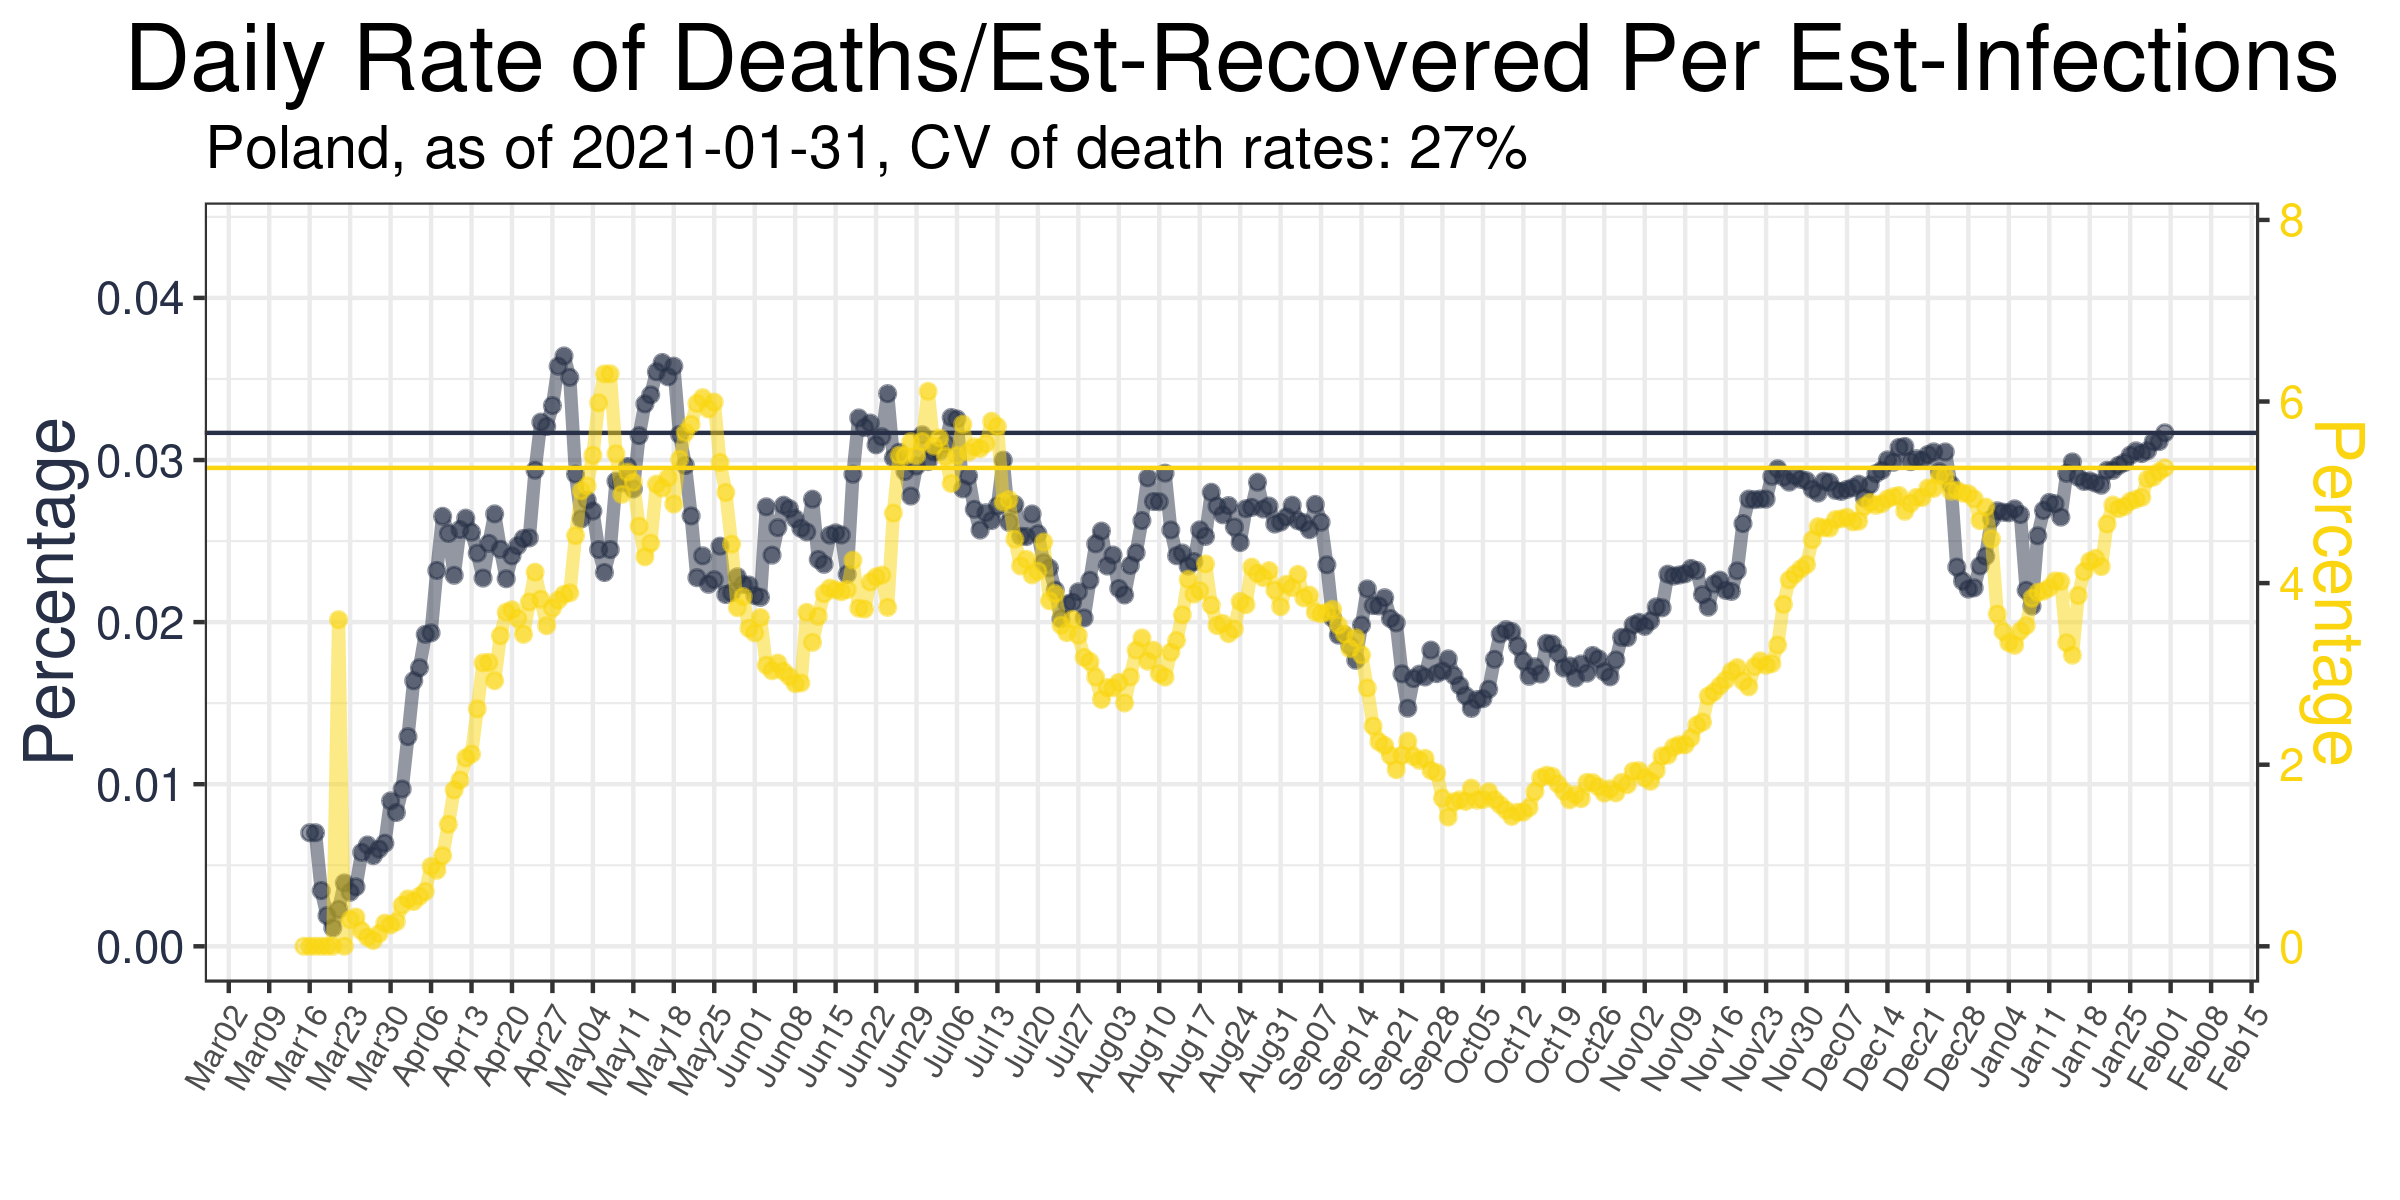 Daily Rate of Deaths/Est-Recovered Per Est-Infections
Poland, as of 2021-01-31, CV of death rates: 27%
Percentage
0.04
0.03
0.02
0.01
0.00
8
6
4
2
0
Percentage
Mar02
Mar09
Mar16
Mar23
Mar30
Apr06
Apr13
Apr20
Apr27
May04
May11
May18
May25
Jun01
Jun08
Jun15
Jun22
Jun29
Jul06
Jul13
Jul20
Jul27
Aug03
Aug10
Aug17
Aug24
Aug31
Sep07
Sep14
Sep21
Sep28
Oct05
Oct12
Oct19
Oct26
Nov02
Nov09
Nov16
Nov23
Nov30
Dec07
Dec14
Dec21
Dec28
Jan04
Jan11
Jan18
Jan25
Feb01
Feb08
Feb15